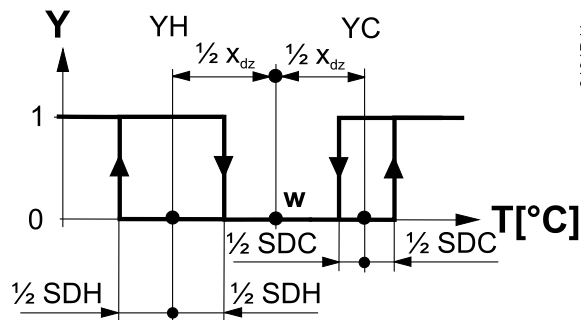 Y YH YC
½ x_dz ½ x_dz
1
w
0 T[°C]
½ SDC ½ SDC
½ SDH ½ SDH